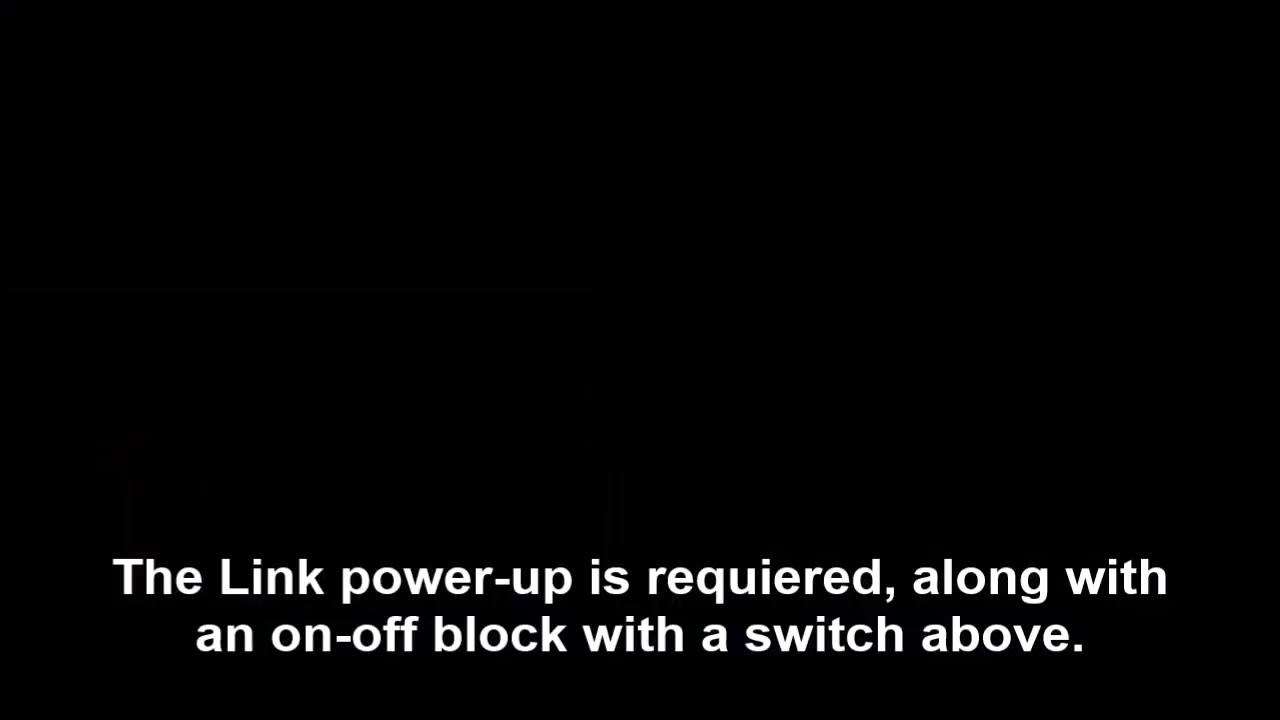 The Link power-up is requiered, along with
an on-off block with a switch above.